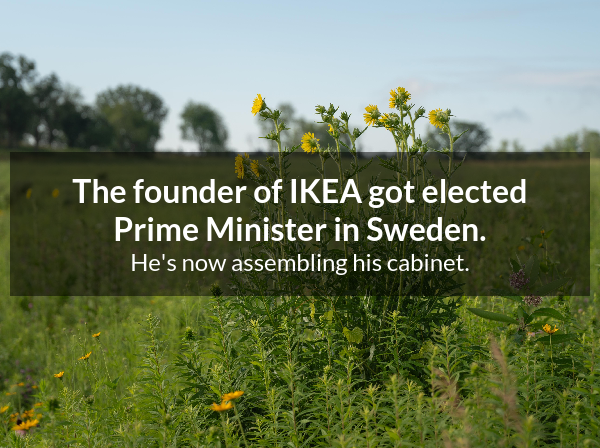 The founder of IKEA got elected
Prime Minister in Sweden.
He's now assembling his cabinet.